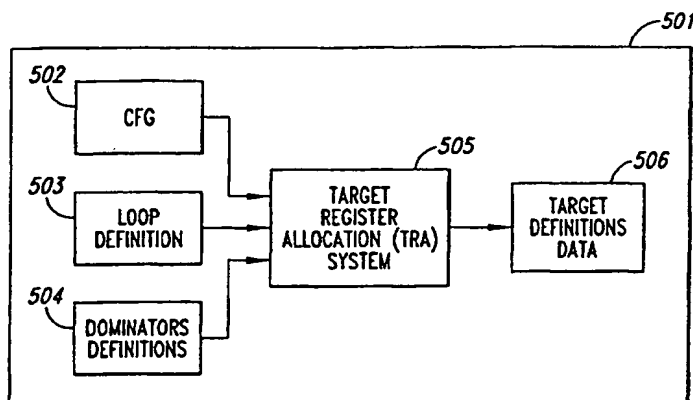 501
502
CFG
503
LOOP
DEFINITION
504
DOMINATORS
DEFINITIONS
505
TARGET
REGISTER
ALLOCATION (TRA)
SYSTEM
506
TARGET
DEFINITIONS
DATA